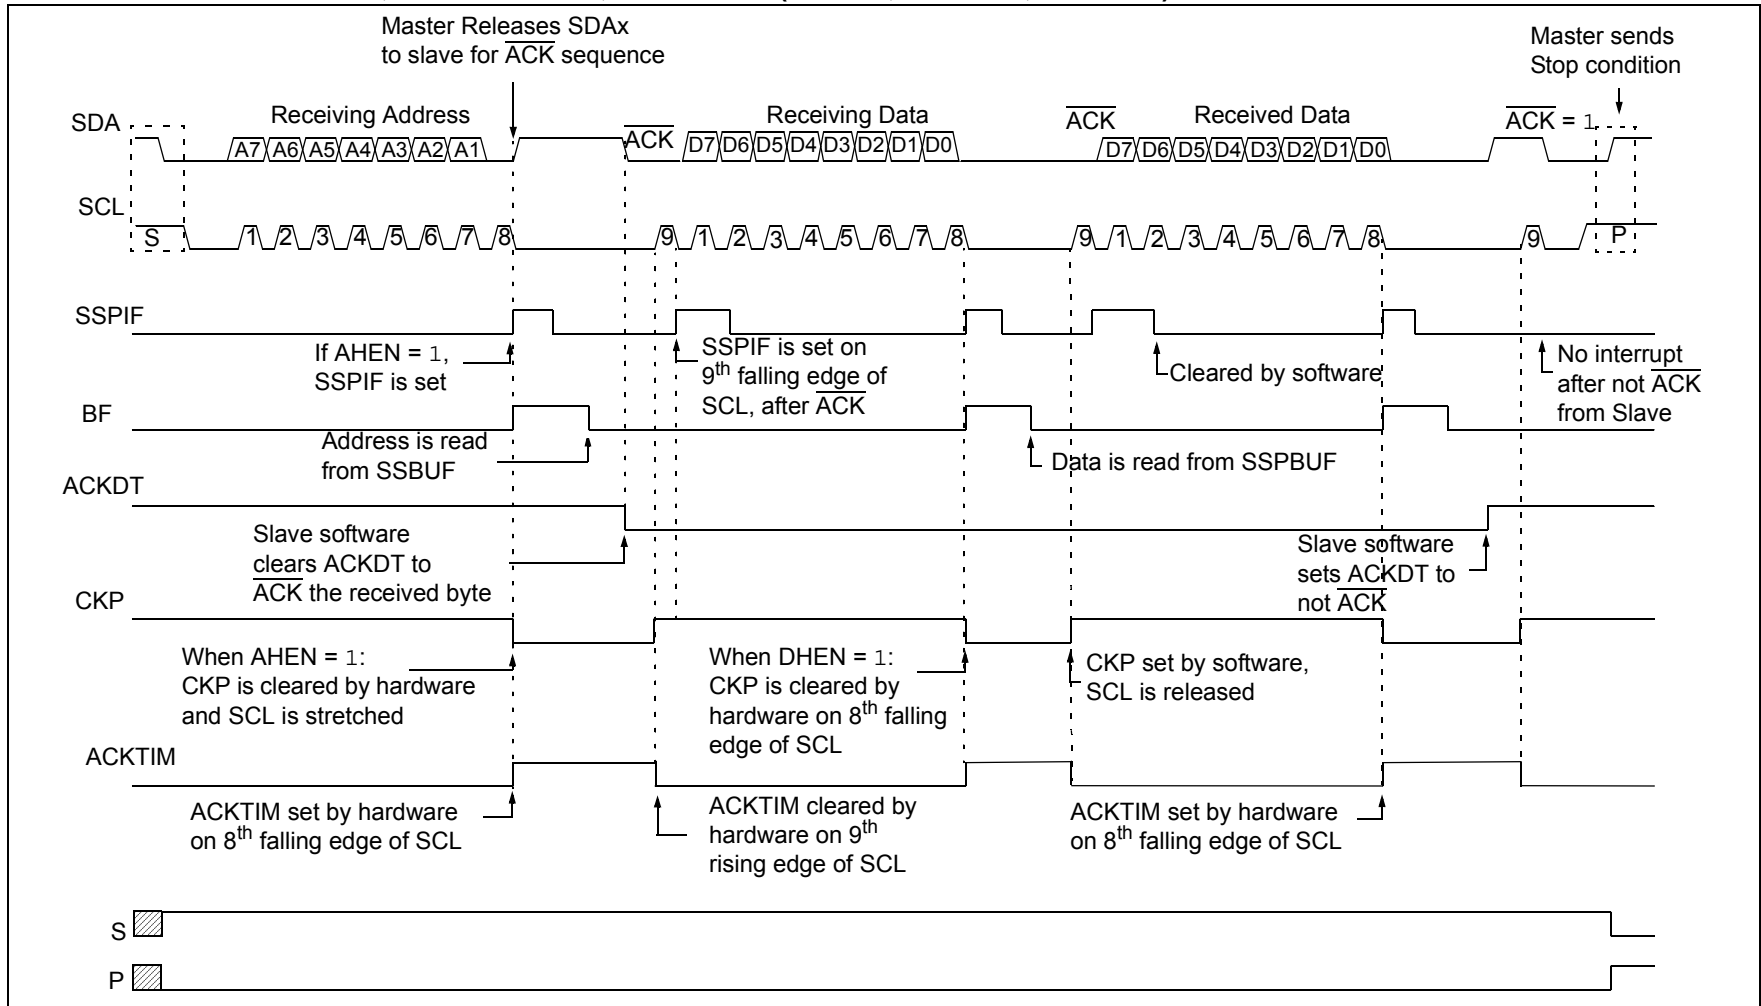 Master Releases SDAx
to slave for ACK sequence
Master sends
Stop condition
Receiving Address
Receiving Data
Received Data
SDA
ACK
ACK
ACK = 1
A7 A6 A5 A4 A3 A2 A1
D7 D6 D5 D4 D3 D2 D1 D0
D7 D6 D5 D4 D3 D2 D1 D0
SCL
S 1 2 3 4 5 6 7 8 9 1 2 3 4 5 6 7 8 9 1 2 3 4 5 6 7 8 9 P
SSPIF
If AHEN = 1,
SSPIF is set
SSPIF is set on
9th falling edge of
SCL, after ACK
Cleared by software
No interrupt
after not ACK
from Slave
BF
Address is read
from SSBUF
Data is read from SSPBUF
ACKDT
Slave software
clears ACKDT to
ACK the received byte
Slave software
sets ACKDT to
not ACK
CKP
When AHEN = 1:
CKP is cleared by hardware
and SCL is stretched
When DHEN = 1:
CKP is cleared by
hardware on 8th falling
edge of SCL
CKP set by software,
SCL is released
ACKTIM
ACKTIM set by hardware
on 8th falling edge of SCL
ACKTIM cleared by
hardware on 9th
rising edge of SCL
ACKTIM set by hardware
on 8th falling edge of SCL
S
P